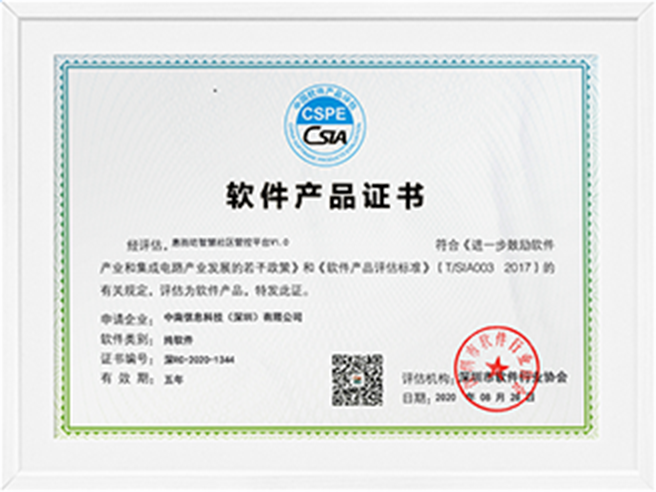 中国软件产品评估
CSPE
CSIA
软件产品证书
经评估，惠街坊智慧社区管控平台V1.0 符合《进一步鼓励软件
产业和集成电路产业发展的若干政策》和《软件产品评估标准》（T/SIA003 2017）的
有关规定，评估为软件产品，特发此证。
申请企业：中南信息科技（深圳）有限公司
软件类别：纯软件
证书编号：深RC-2020-1344
有 效 期：五年
评估机构：深圳市软件行业协会
日期：2020 年 08 月 28 日
深圳市软件行业协会